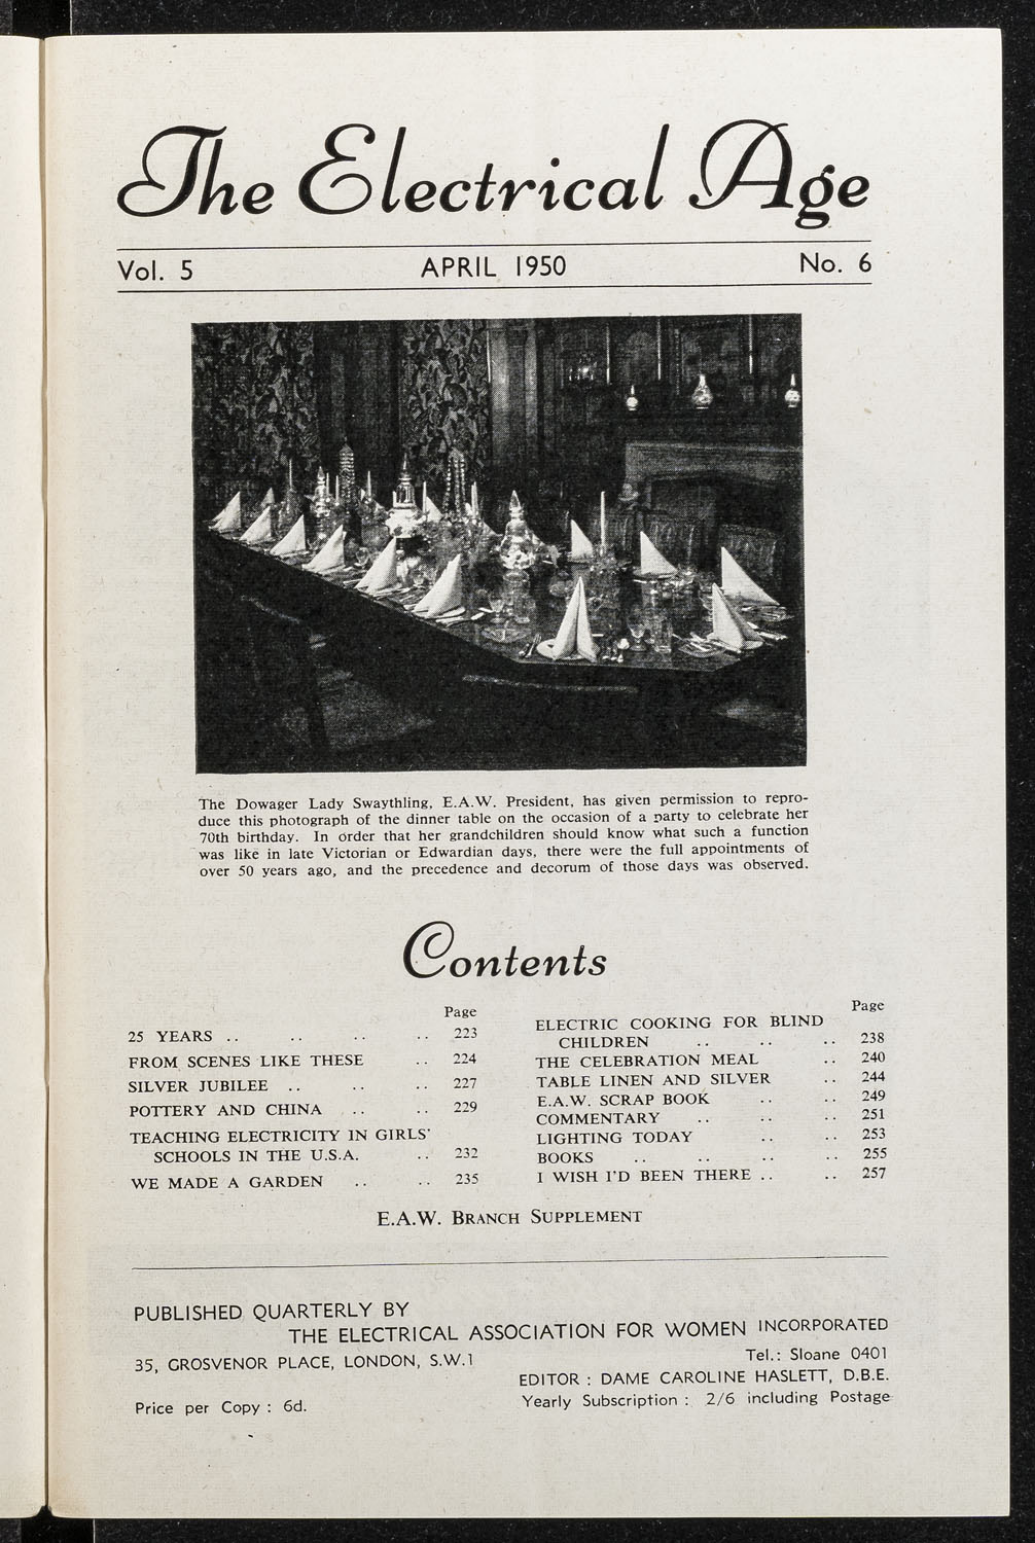 The Electrical Age
Vol. 5 APRIL 1950 No. 6
The Dowager Lady Swaythling, E.A.W. President, has given permission to repro-
duce this photograph of the dinner table on the occasion of a party to celebrate her
70th birthday. In order that her grandchildren should know what such a function
was like in late Victorian or Edwardian days, there were the full appointments of
over 50 years ago, and the precedence and decorum of those days was observed.
Contents
Page
25 YEARS .. .. .. .. 223
FROM SCENES LIKE THESE .. 224
SILVER JUBILEE .. .. .. 227
POTTERY AND CHINA .. .. 229
TEACHING ELECTRICITY IN GIRLS'
SCHOOLS IN THE U.S.A. .. 232
WE MADE A GARDEN .. .. 235
Page
ELECTRIC COOKING FOR BLIND
CHILDREN .. .. .. 238
THE CELEBRATION MEAL .. 240
TABLE LINEN AND SILVER .. 244
E.A.W. SCRAP BOOK .. .. 249
COMMENTARY .. .. .. 251
LIGHTING TODAY .. .. 253
BOOKS .. .. .. .. 255
I WISH I'D BEEN THERE .. .. 257
E.A.W. BRANCH SUPPLEMENT
PUBLISHED QUARTERLY BY
THE ELECTRICAL ASSOCIATION FOR WOMEN INCORPORATED
35, GROSVENOR PLACE, LONDON, S.W.1 Tel.: Sloane 0401
EDITOR : DAME CAROLINE HASLETT, D.B.E.
Price per Copy : 6d. Yearly Subscription : 2/6 including Postage